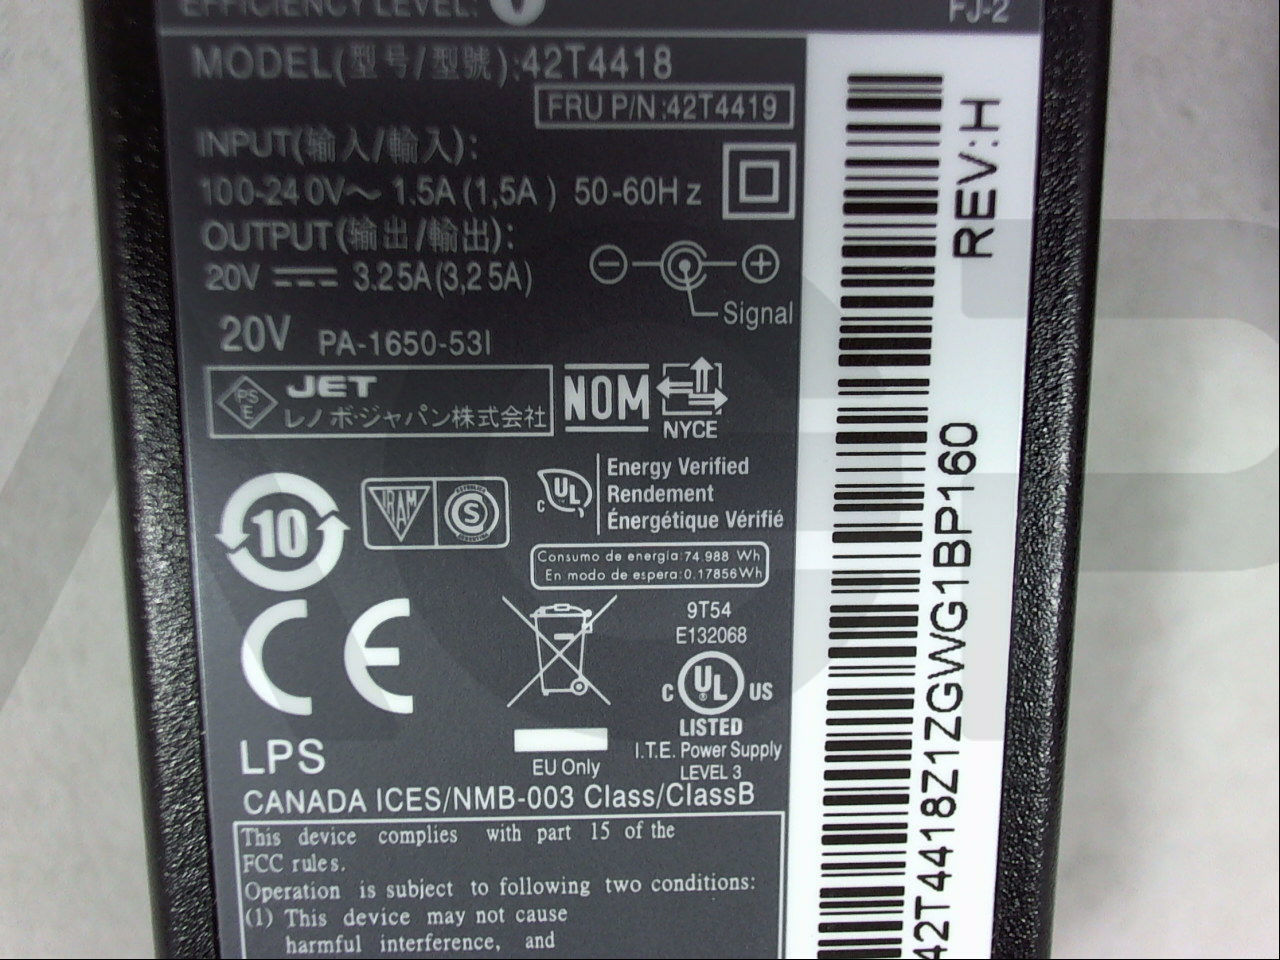 EFFICIENCY LEVEL: V
FJ-2
MODEL(型号/型號):42T4418
FRU P/N:42T4419
INPUT(输入/輸入):
100-240V～ 1.5A(1,5A) 50-60Hz
OUTPUT(输出/輸出):
20V 3.25A(3,25A)
Signal
20V PA-1650-53I
PS
E
JET
レノボ・ジャパン株式会社
NOM
NYCE
10
IRAM
S
C UL
Energy Verified
Rendement
Énergétique Vérifié
Consumo de energía:74.988 Wh
En modo de espera:0.17856Wh
CE
9T54
E132068
C UL US
LISTED
I.T.E. Power Supply
LEVEL 3
EU Only
LPS
CANADA ICES/NMB-003 Class/ClassB
This device complies with part 15 of the
FCC rules.
Operation is subject to following two conditions:
(1) This device may not cause
harmful interference, and
REV:H
42T4418Z1ZGWG1BP160